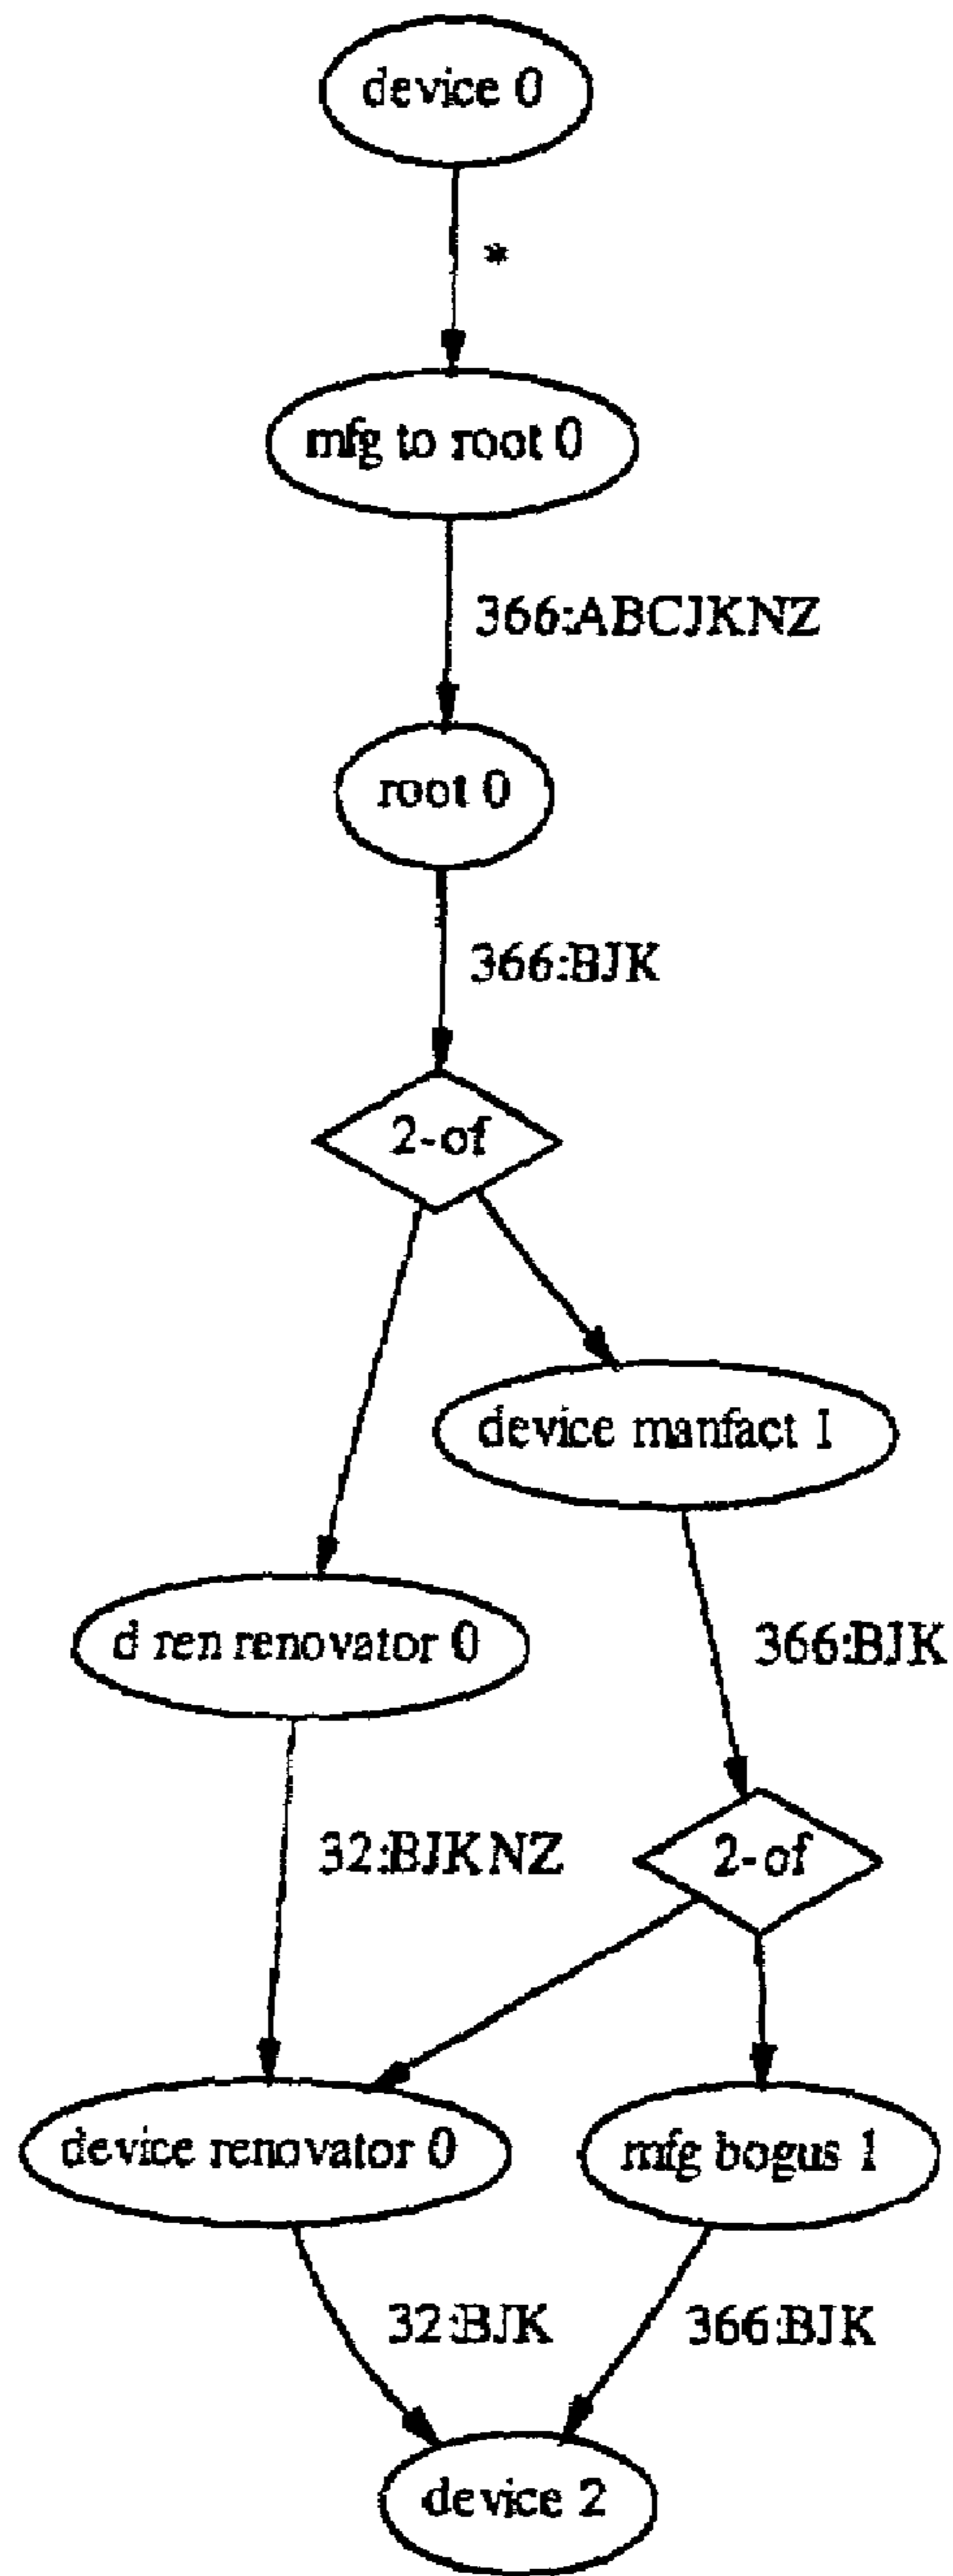 device 0
*
mfg to root 0
366:ABCJKNZ
root 0
366:BJK
2-of
device manfact 1
d ren renovator 0
366:BJK
32:BJKNZ
2-of
device renovator 0
mfg bogus 1
32:BJK
366:BJK
device 2